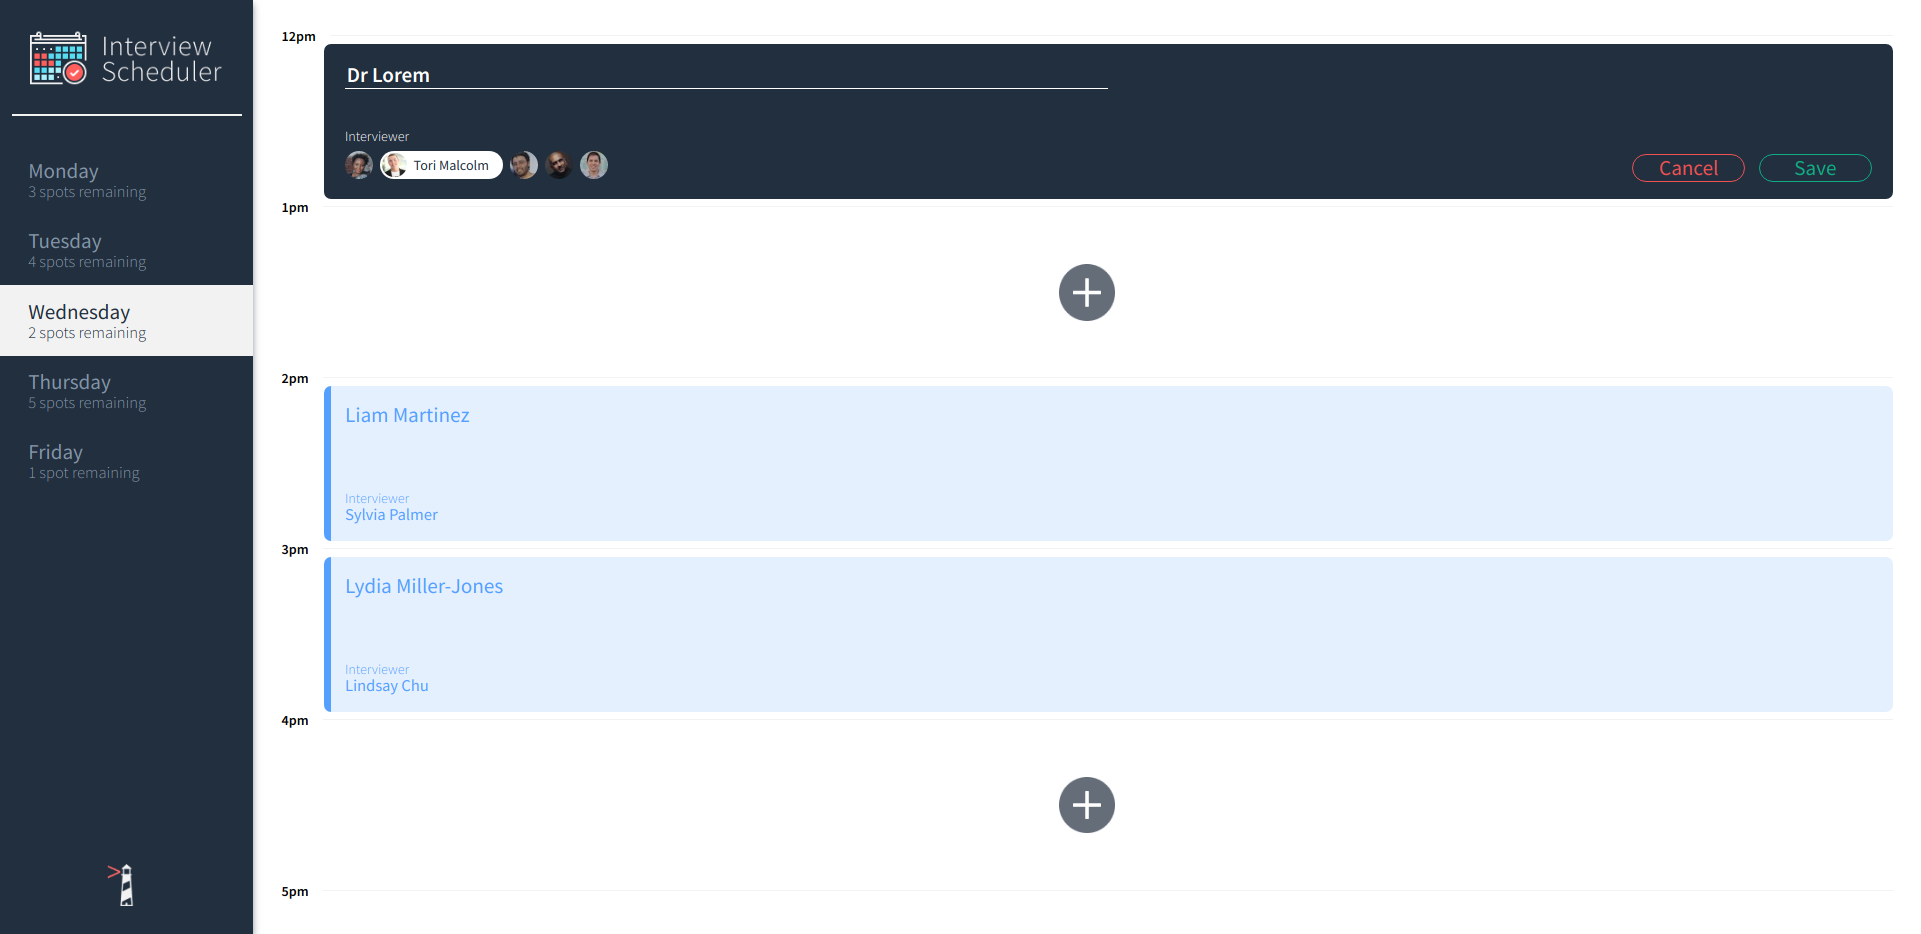 Interview
Scheduler
Monday
3 spots remaining
Tuesday
4 spots remaining
Wednesday
2 spots remaining
Thursday
5 spots remaining
Friday
1 spot remaining
12pm
Dr Lorem
Interviewer
Tori Malcolm
Cancel
Save
1pm
2pm
Liam Martinez
Interviewer
Sylvia Palmer
3pm
Lydia Miller-Jones
Interviewer
Lindsay Chu
4pm
5pm